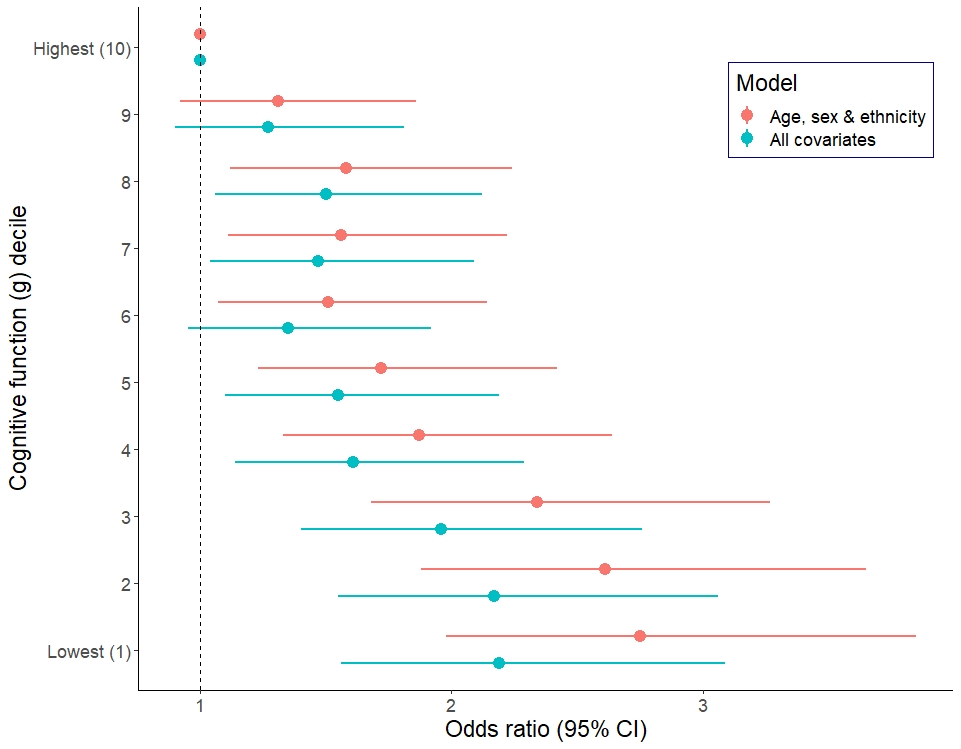 Cognitive function (g) decile
Highest (10)
9
8
7
6
5
4
3
2
Lowest (1)
Model
Age, sex & ethnicity
All covariates
1
2
3
Odds ratio (95% CI)